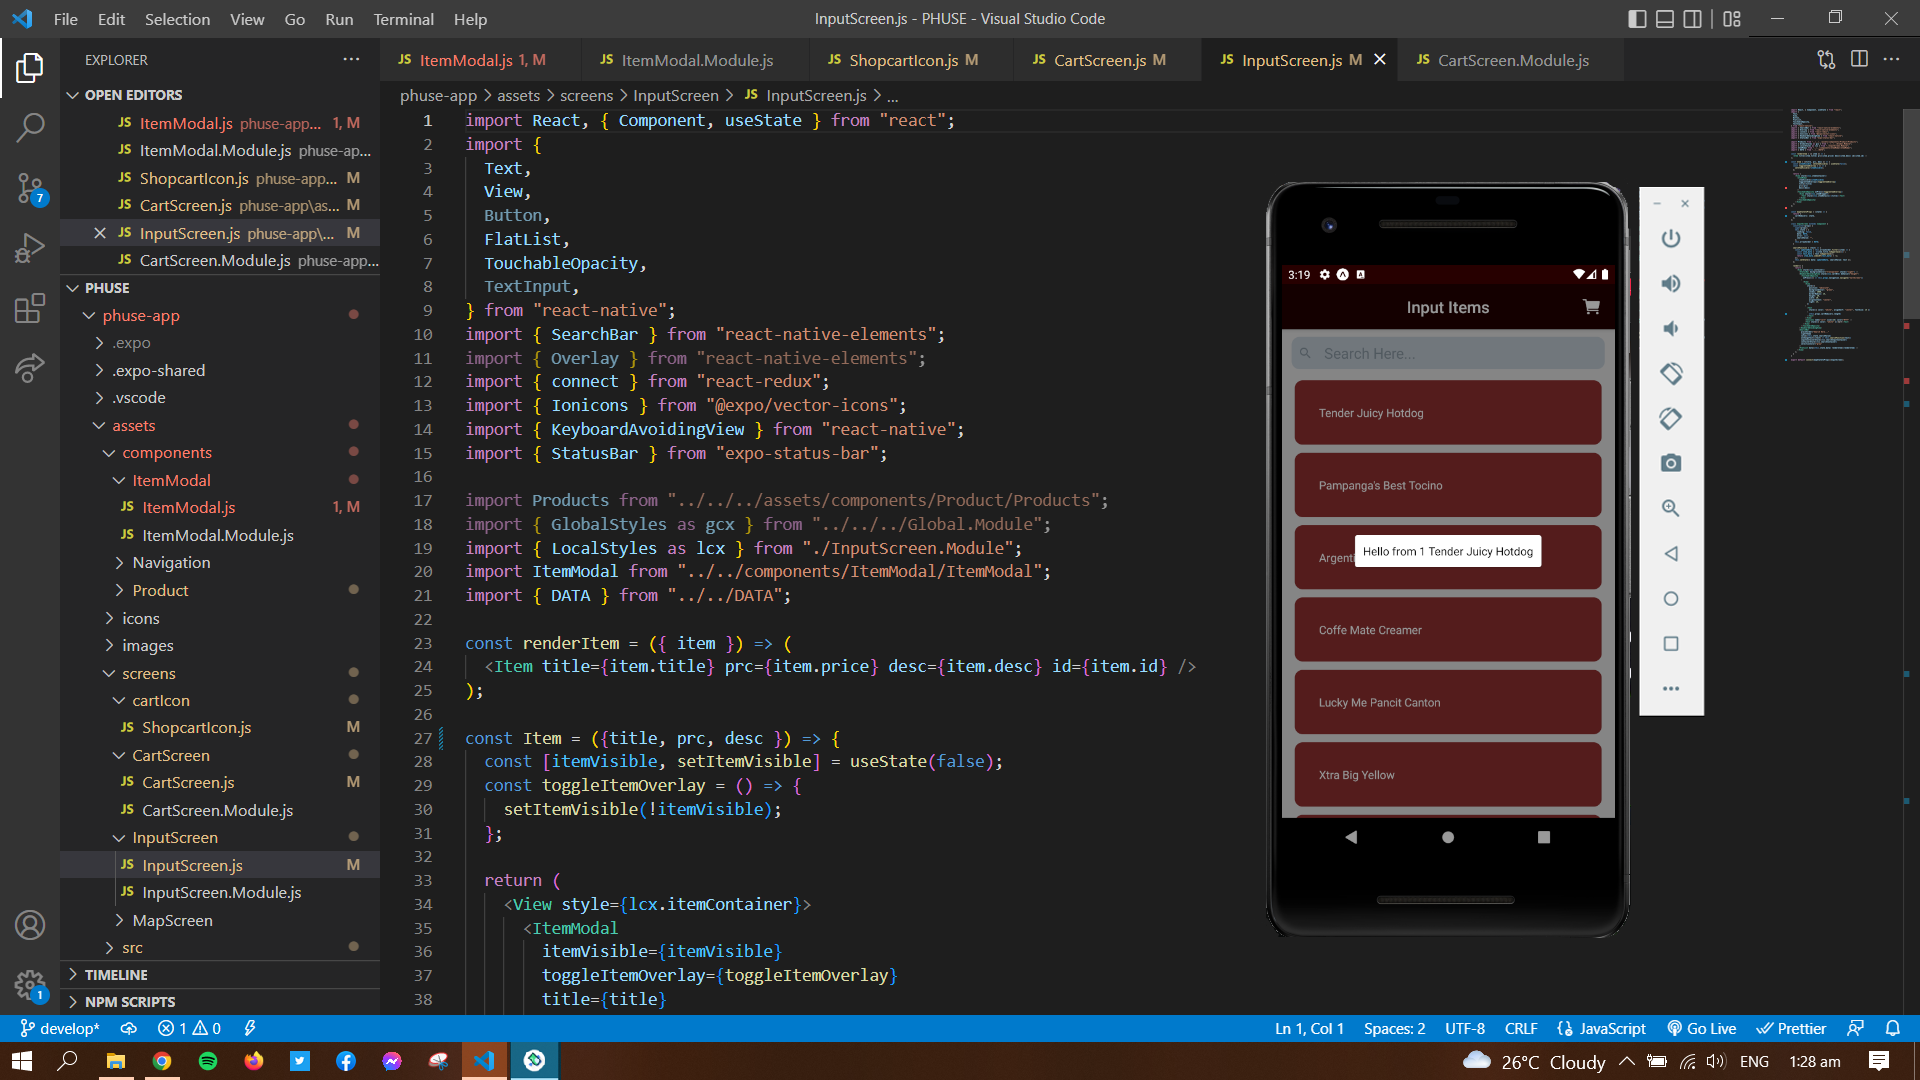 File Edit Selection View Go Run Terminal Help
InputScreen.js - PHUSE - Visual Studio Code
EXPLORER
OPEN EDITORS
JS ItemModal.js phuse-app... 1, M
JS ItemModal.Module.js phuse-ap...
JS ShopcartIcon.js phuse-app... M
JS CartScreen.js phuse-app\as... M
JS InputScreen.js phuse-app\... M
JS CartScreen.Module.js phuse-app...
PHUSE
phuse-app
.expo
.expo-shared
.vscode
assets
components
ItemModal
JS ItemModal.js 1, M
JS ItemModal.Module.js
Navigation
Product
icons
images
screens
cartIcon
JS ShopcartIcon.js M
CartScreen
JS CartScreen.js M
JS CartScreen.Module.js
InputScreen
JS InputScreen.js M
JS InputScreen.Module.js
MapScreen
src
TIMELINE
NPM SCRIPTS
7
1
JS ItemModal.js 1, M
JS ItemModal.Module.js
JS ShopcartIcon.js M
JS CartScreen.js M
JS InputScreen.js M
JS CartScreen.Module.js
phuse-app > assets > screens > InputScreen > JS InputScreen.js > ...
1 import React, { Component, useState } from "react";
2 import {
3 Text,
4 View,
5 Button,
6 FlatList,
7 TouchableOpacity,
8 TextInput,
9 } from "react-native";
10 import { SearchBar } from "react-native-elements";
11 import { Overlay } from "react-native-elements";
12 import { connect } from "react-redux";
13 import { Ionicons } from "@expo/vector-icons";
14 import { KeyboardAvoidingView } from "react-native";
15 import { StatusBar } from "expo-status-bar";
16
17 import Products from "../../../assets/components/Product/Products";
18 import { GlobalStyles as gcx } from "../../../Global.Module";
19 import { LocalStyles as lcx } from "./InputScreen.Module";
20 import ItemModal from "../../components/ItemModal/ItemModal";
21 import { DATA } from "../../DATA";
22
23 const renderItem = ({ item }) => (
24 <Item title={item.title} prc={item.price} desc={item.desc} id={item.id} />
25 );
26
27 const Item = ({title, prc, desc }) => {
28 const [itemVisible, setItemVisible] = useState(false);
29 const toggleItemOverlay = () => {
30 setItemVisible(!itemVisible);
31 };
32
33 return (
34 <View style={lcx.itemContainer}>
35 <ItemModal
36 itemVisible={itemVisible}
37 toggleItemOverlay={toggleItemOverlay}
38 title={title}
3:19
Input Items
Search Here...
Tender Juicy Hotdog
Pampanga's Best Tocino
Argenti
Hello from 1 Tender Juicy Hotdog
Coffe Mate Creamer
Lucky Me Pancit Canton
Xtra Big Yellow
develop* 1 0
Ln 1, Col 1 Spaces: 2 UTF-8 CRLF JavaScript Go Live Prettier
26°C Cloudy ENG 1:28 am